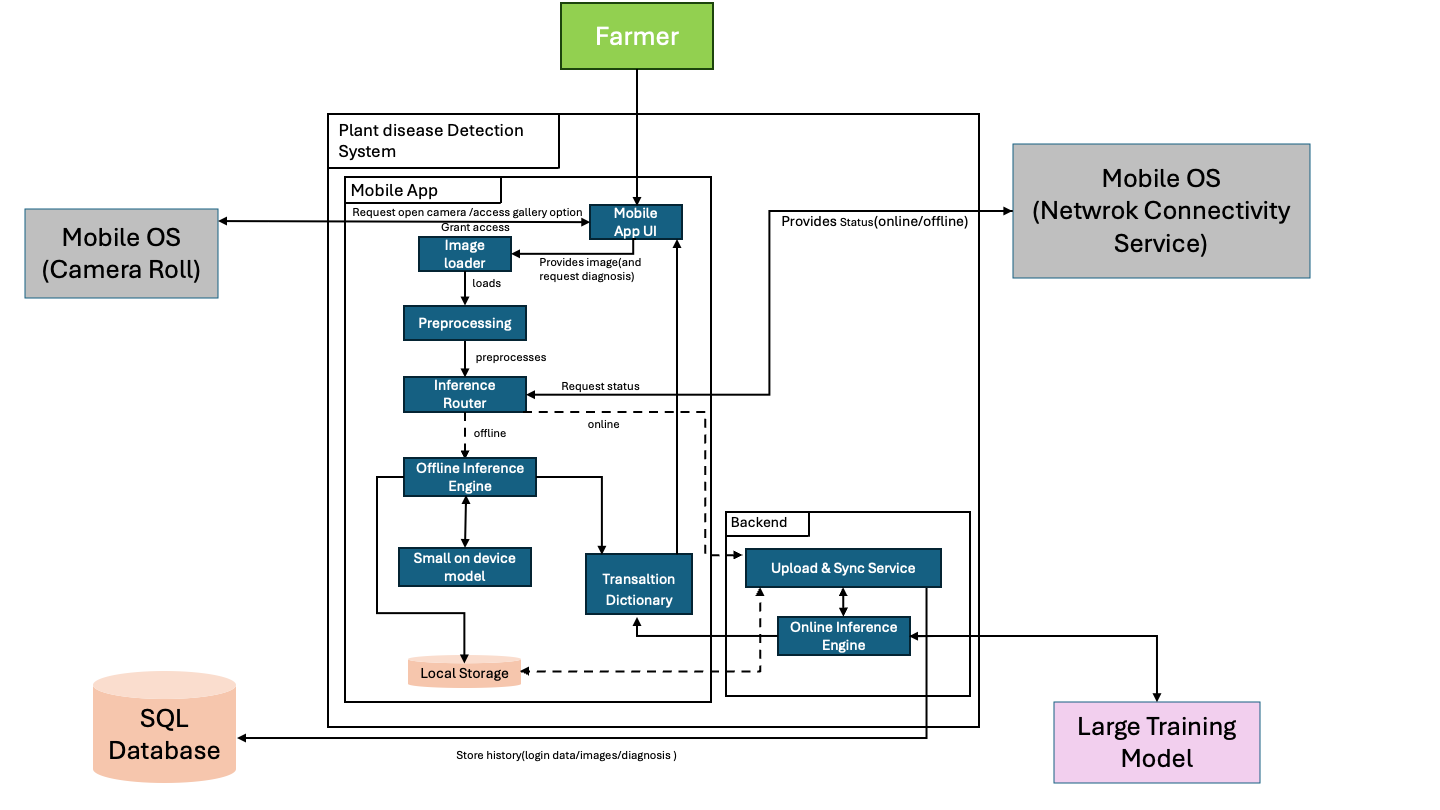 Farmer
Plant disease Detection
System
Mobile App
Request open camera /access gallery option
Grant access
Mobile
App UI
Mobile OS
(Camera Roll)
Mobile OS
(Netwrok Connectivity
Service)
Provides Status(online/offline)
Image
loader
Provides image(and
request diagnosis)
loads
Preprocessing
preprocesses
Inference
Router
Request status
offline
online
Offline Inference
Engine
Small on device
model
Transaltion
Dictionary
Backend
Upload & Sync Service
Online Inference
Engine
Local Storage
SQL
Database
Large Training
Model
Store history(login data/images/diagnosis )